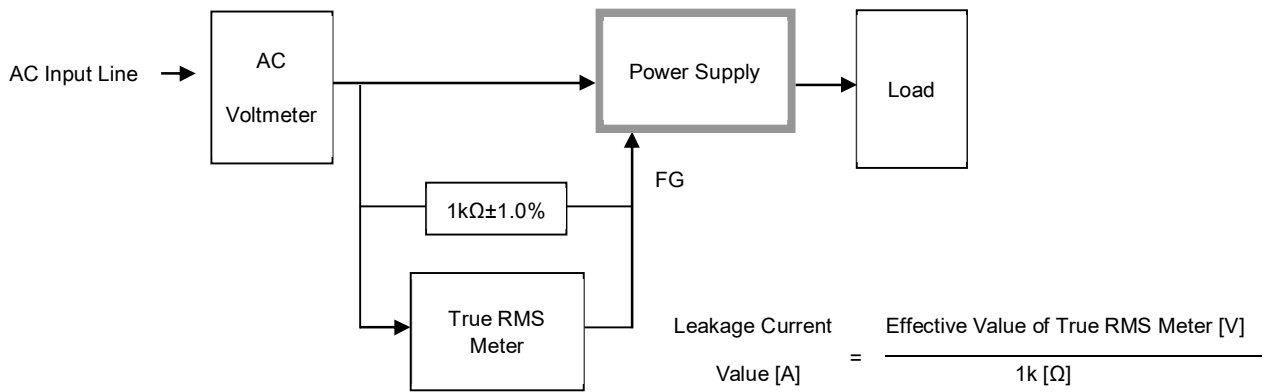 AC Input Line
AC
Voltmeter
Power Supply
Load
FG
1kΩ±1.0%
True RMS
Meter
Leakage Current
Value [A]
=
Effective Value of True RMS Meter [V]
1k [Ω]